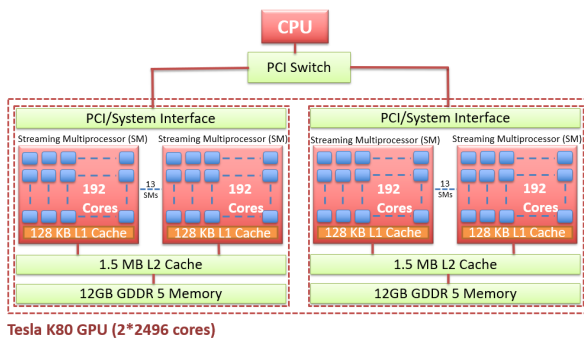 CPU
PCI Switch
PCI/System Interface
Streaming Multiprocessor (SM)
Streaming Multiprocessor (SM)
192
Cores
128 KB L1 Cache
13
SMs
192
Cores
128 KB L1 Cache
1.5 MB L2 Cache
12GB GDDR 5 Memory
PCI/System Interface
Streaming Multiprocessor (SM)
Streaming Multiprocessor (SM)
192
Cores
128 KB L1 Cache
13
SMs
192
Cores
128 KB L1 Cache
1.5 MB L2 Cache
12GB GDDR 5 Memory
Tesla K80 GPU (2*2496 cores)